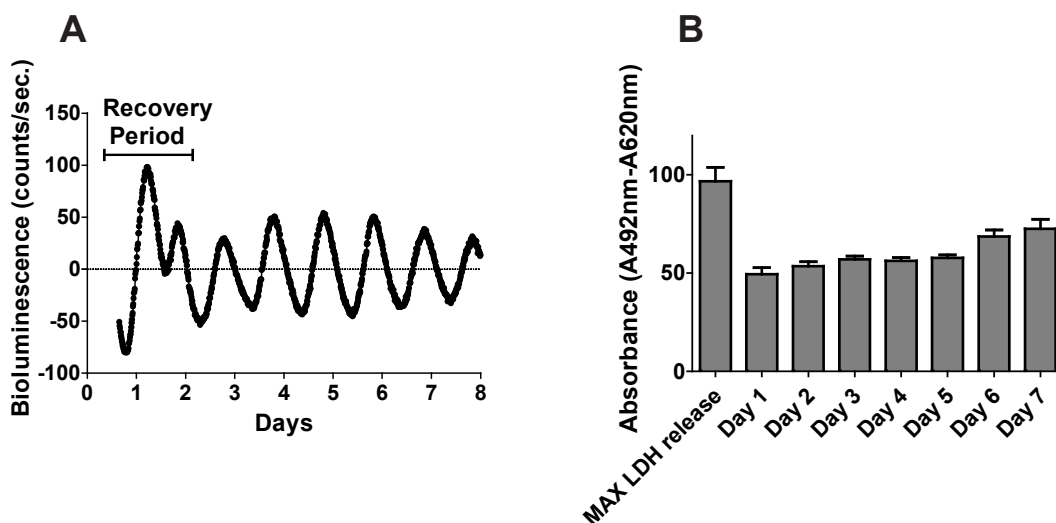 A
Bioluminescence (counts/sec.)
150
100
50
0
-50
-100
Recovery
Period
0 1 2 3 4 5 6 7 8
Days
B
Absorbance (A492nm-A620nm)
100
50
0
MAX LDH release
Day 1
Day 2
Day 3
Day 4
Day 5
Day 6
Day 7